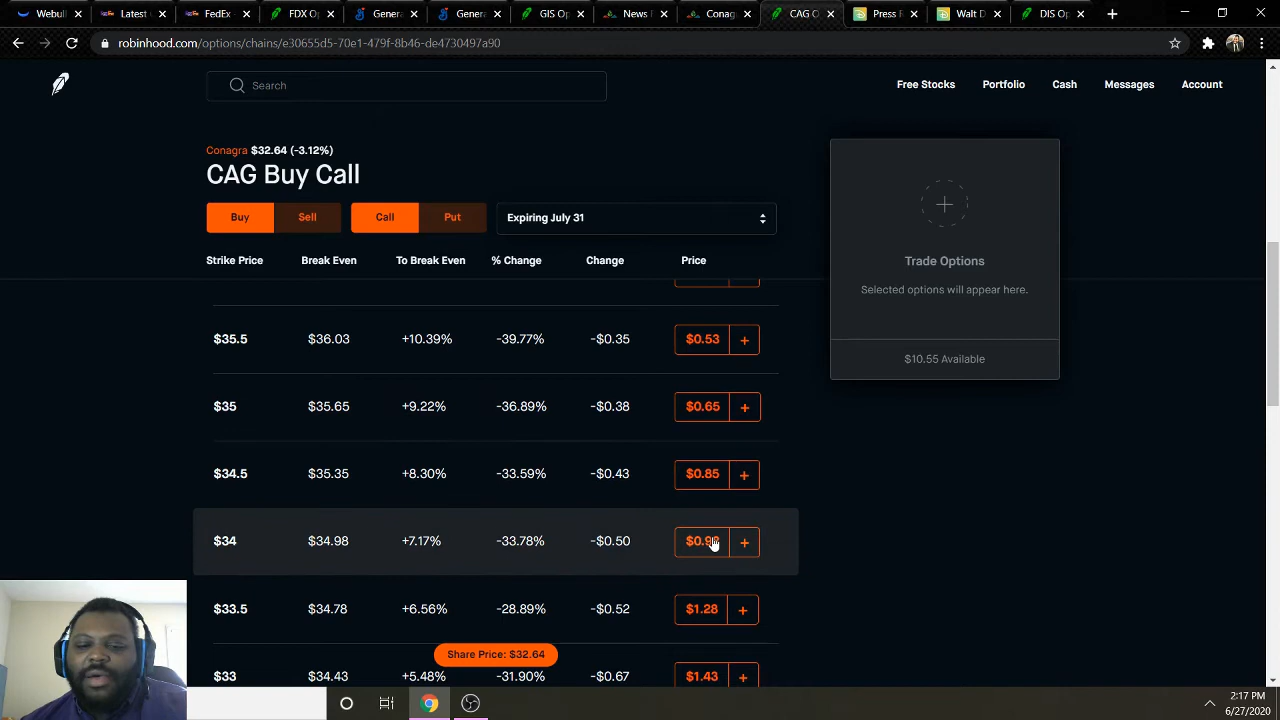 Webull
Latest
FedEx
FDX Op
Genera
Genera
GIS Op
News R
Conag
CAG O
Press R
Walt D
DIS Op
robinhood.com/options/chains/e30655d5-70e1-479f-8b46-de4730497a90
Search
Free Stocks Portfolio Cash Messages Account
Conagra $32.64 (-3.12%)
CAG Buy Call
Buy Sell Call Put Expiring July 31
Strike Price Break Even To Break Even % Change Change Price
$35.5 $36.03 +10.39% -39.77% -$0.35 $0.53 +
$35 $35.65 +9.22% -36.89% -$0.38 $0.65 +
$34.5 $35.35 +8.30% -33.59% -$0.43 $0.85 +
$34 $34.98 +7.17% -33.78% -$0.50 +
$33.5 $34.78 +6.56% -28.89% -$0.52 $1.28 +
Share Price: $32.64
$33 $34.43 +5.48% -31.90% -$0.67 $1.43 +
Trade Options
Selected options will appear here.
$10.55 Available
2:17 PM
6/27/2020